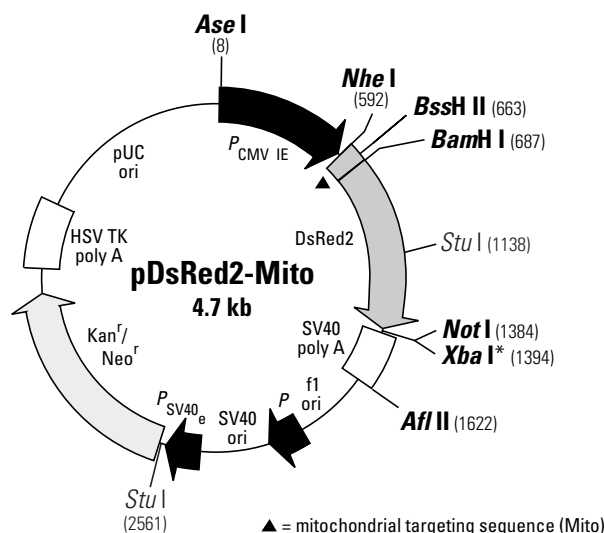 Ase I
(8)
Nhe I
(592)
BssH II (663)
BamH I (687)
P CMV IE
pUC
ori
HSV TK
poly A
DsRed2
Stu I (1138)
pDsRed2-Mito
4.7 kb
Not I (1384)
Xba I* (1394)
SV40
poly A
Kanr/
Neor
f1
ori
P
SV40
ori
PSV40e
Afl II (1622)
Stu I
(2561)
▲ = mitochondrial targeting sequence (Mito)